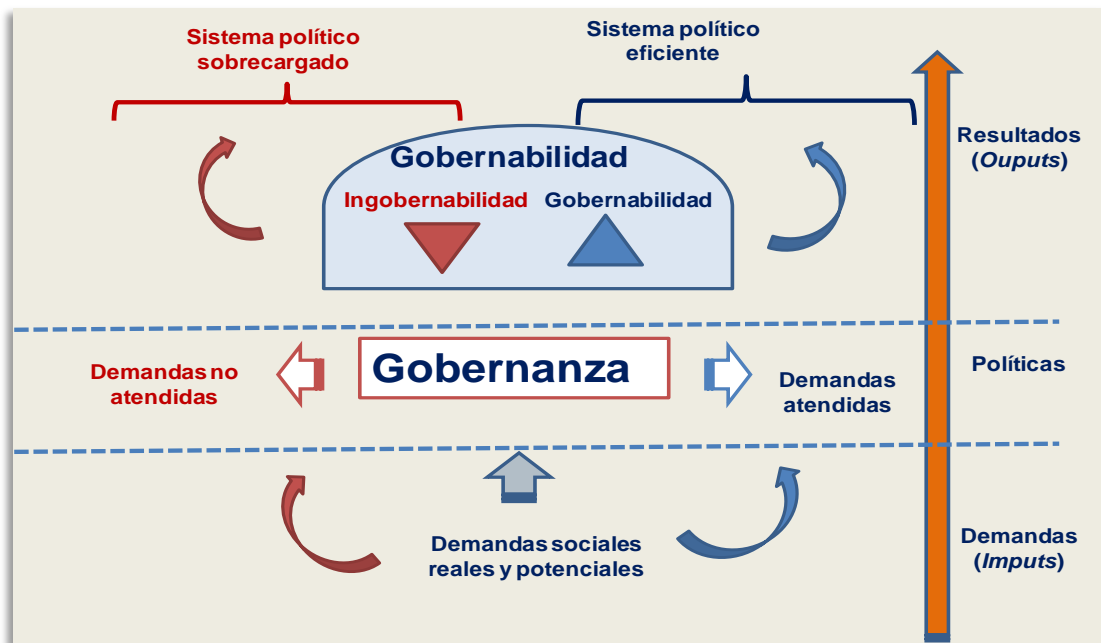 Sistema político
sobrecargado
Sistema político
eficiente
Resultados
(Ouputs)
Gobernabilidad
Ingobernabilidad
Gobernabilidad
Demandas no
atendidas
Gobernanza
Demandas
atendidas
Políticas
Demandas sociales
reales y potenciales
Demandas
(Imputs)